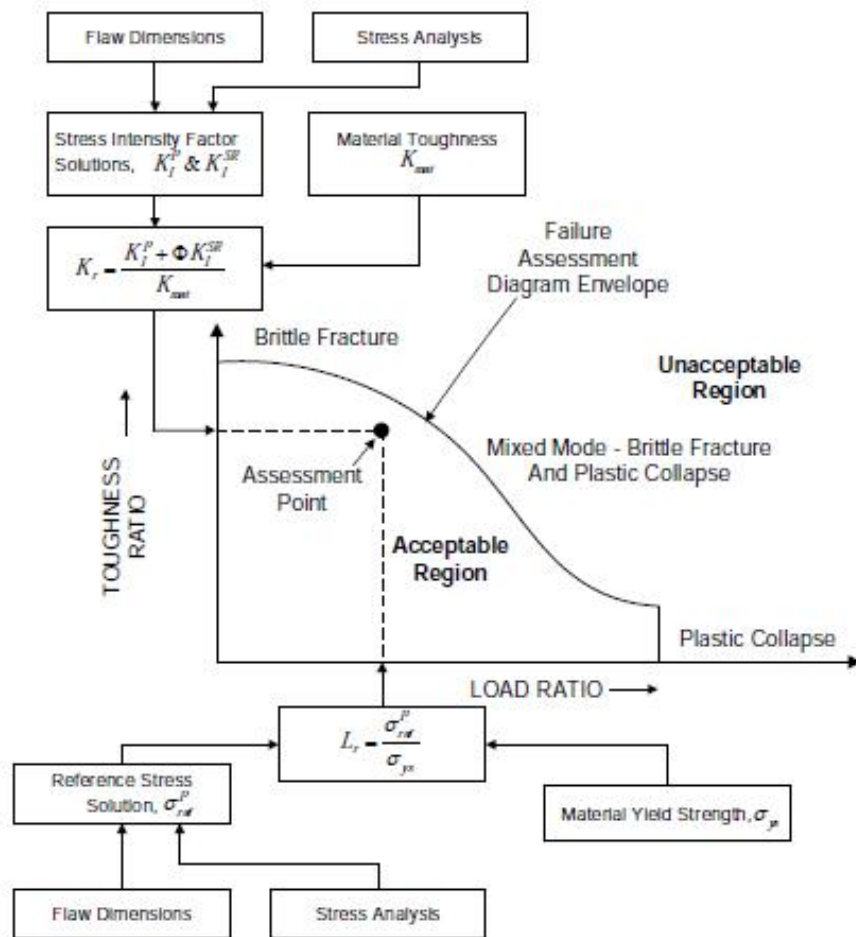 Flaw Dimensions
Stress Analysis
Stress Intensity Factor
Solutions, K_I^P & K_I^SR
Material Toughness
K_mat
K_r = (K_I^P + ΦK_I^SR) / K_mat
Failure
Assessment
Diagram Envelope
Brittle Fracture
Unacceptable
Region
Mixed Mode - Brittle Fracture
And Plastic Collapse
TOUGHNESS
RATIO
Assessment
Point
Acceptable
Region
Plastic Collapse
LOAD RATIO
L_r = σ_ref^P / σ_ys
Reference Stress
Solution, σ_ref^P
Material Yield Strength, σ_ys
Flaw Dimensions
Stress Analysis